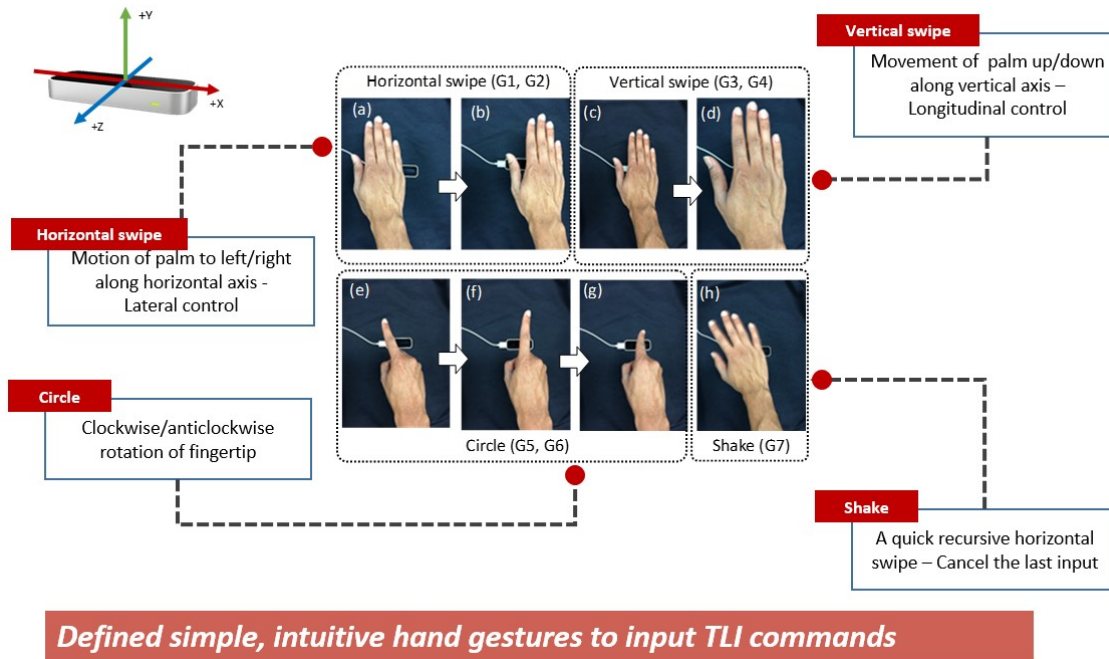 +Y
+X
+Z
Horizontal swipe
Motion of palm to left/right
along horizontal axis -
Lateral control
Circle
Clockwise/anticlockwise
rotation of fingertip
Horizontal swipe (G1, G2)
Vertical swipe (G3, G4)
(a)
(b)
(c)
(d)
(e)
(f)
(g)
(h)
Circle (G5, G6)
Shake (G7)
Vertical swipe
Movement of palm up/down
along vertical axis –
Longitudinal control
Shake
A quick recursive horizontal
swipe – Cancel the last input
Defined simple, intuitive hand gestures to input TLI commands